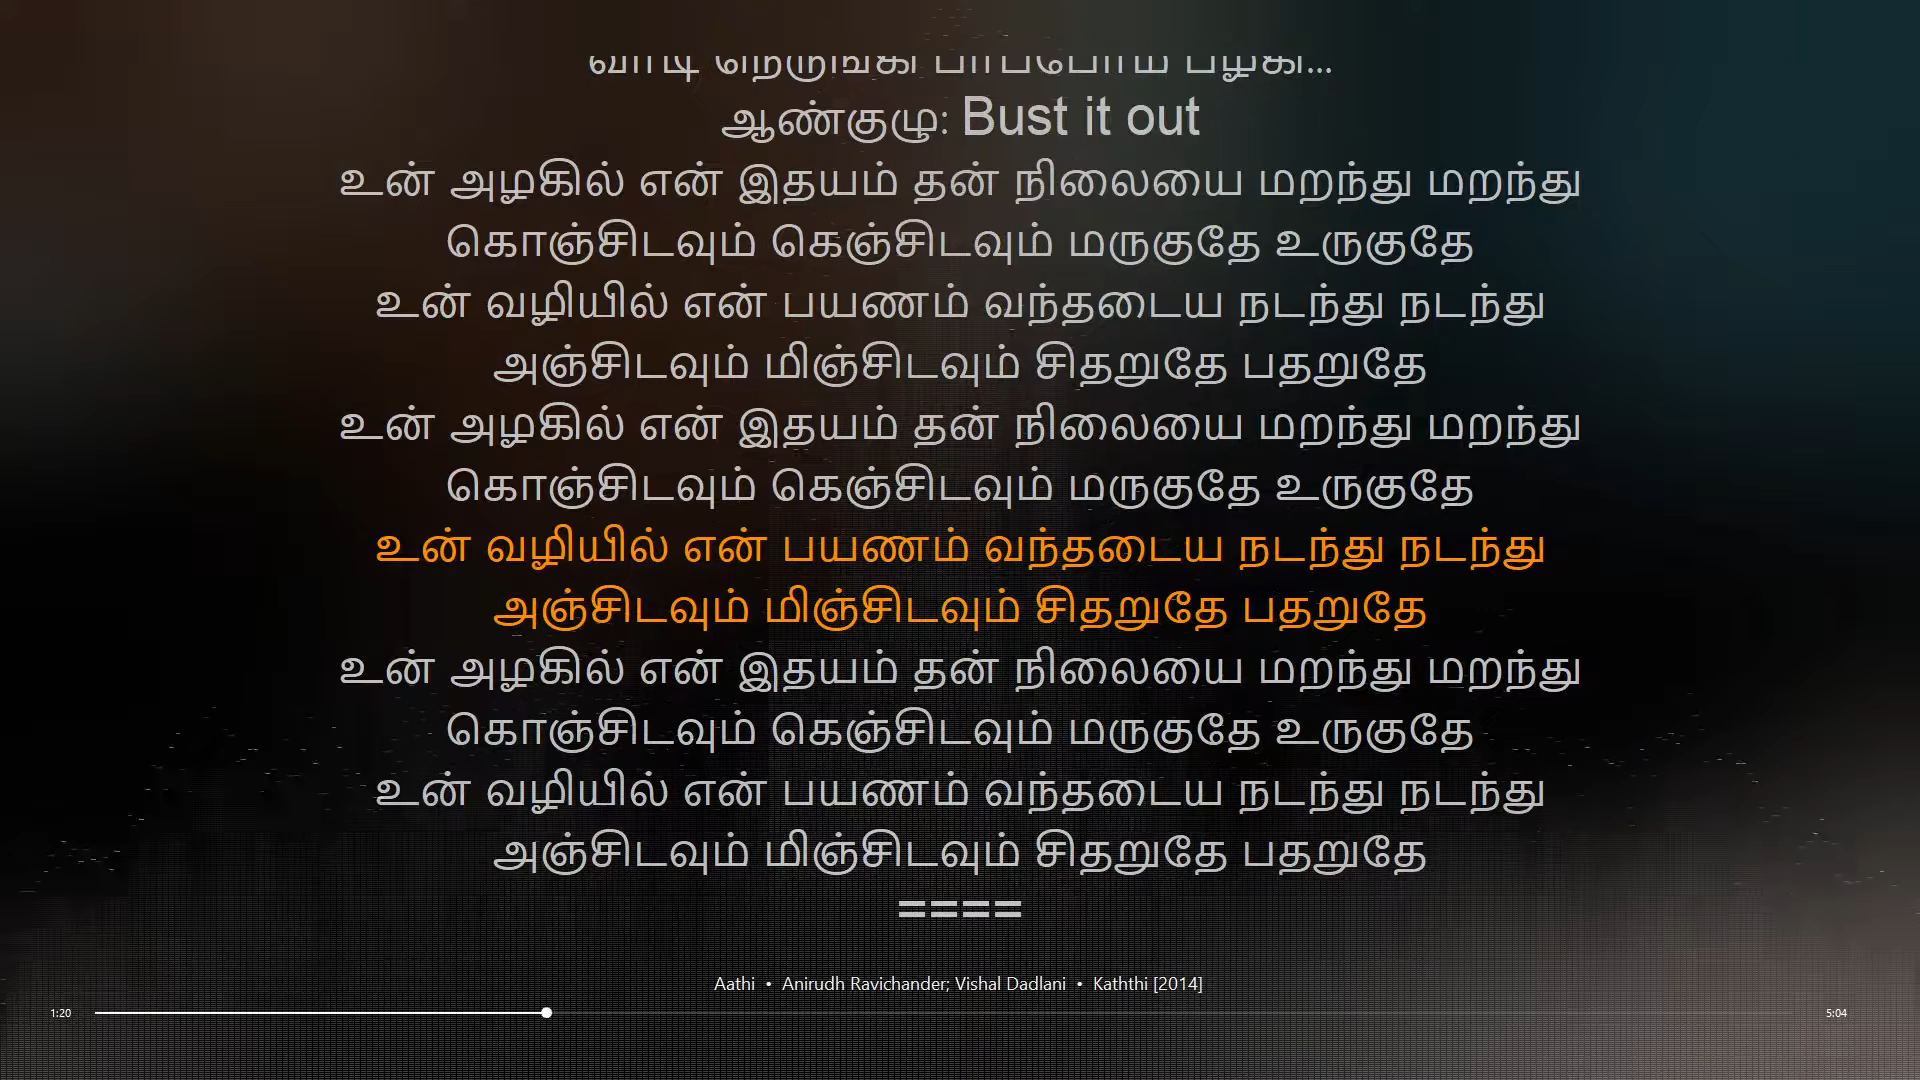 ஆண்குழு: Bust it out
உன் அழகில் என் இதயம் தன் நிலையை மறந்து மறந்து
கொஞ்சிடவும் கெஞ்சிடவும் மருகுதே உருகுதே
உன் வழியில் என் பயணம் வந்தடைய நடந்து நடந்து
அஞ்சிடவும் மிஞ்சிடவும் சிதறுதே பதறுதே
உன் அழகில் என் இதயம் தன் நிலையை மறந்து மறந்து
கொஞ்சிடவும் கெஞ்சிடவும் மருகுதே உருகுதே
உன் வழியில் என் பயணம் வந்தடைய நடந்து நடந்து
அஞ்சிடவும் மிஞ்சிடவும் சிதறுதே பதறுதே
உன் அழகில் என் இதயம் தன் நிலையை மறந்து மறந்து
கொஞ்சிடவும் கெஞ்சிடவும் மருகுதே உருகுதே
உன் வழியில் என் பயணம் வந்தடைய நடந்து நடந்து
அஞ்சிடவும் மிஞ்சிடவும் சிதறுதே பதறுதே
====
Aathi • Anirudh Ravichander; Vishal Dadlani • Kaththi [2014]
1:20 5:04